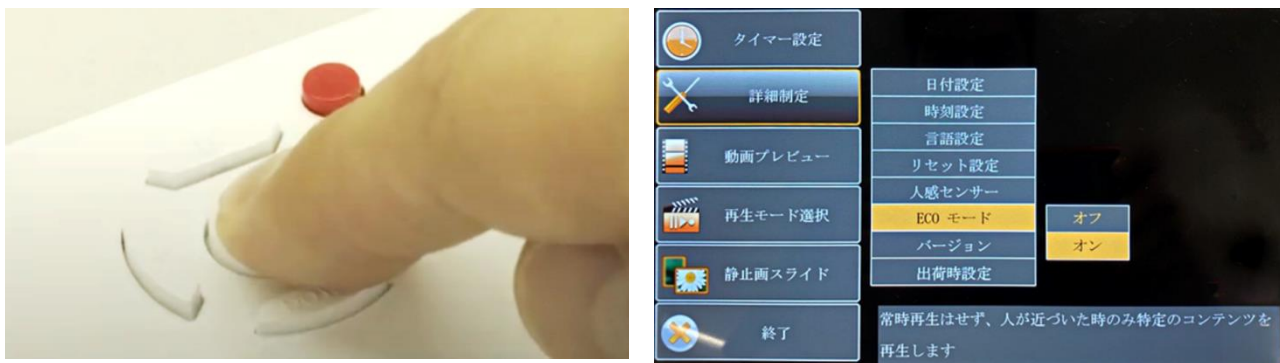 タイマー設定
詳細制定
動画プレビュー
再生モード選択
静止画スライド
終了
日付設定
時刻設定
言語設定
リセット設定
人感センサー
ECO モード
バージョン
出荷時設定
オフ
オン
常時再生はせず、人が近づいた時のみ特定のコンテンツを
再生します